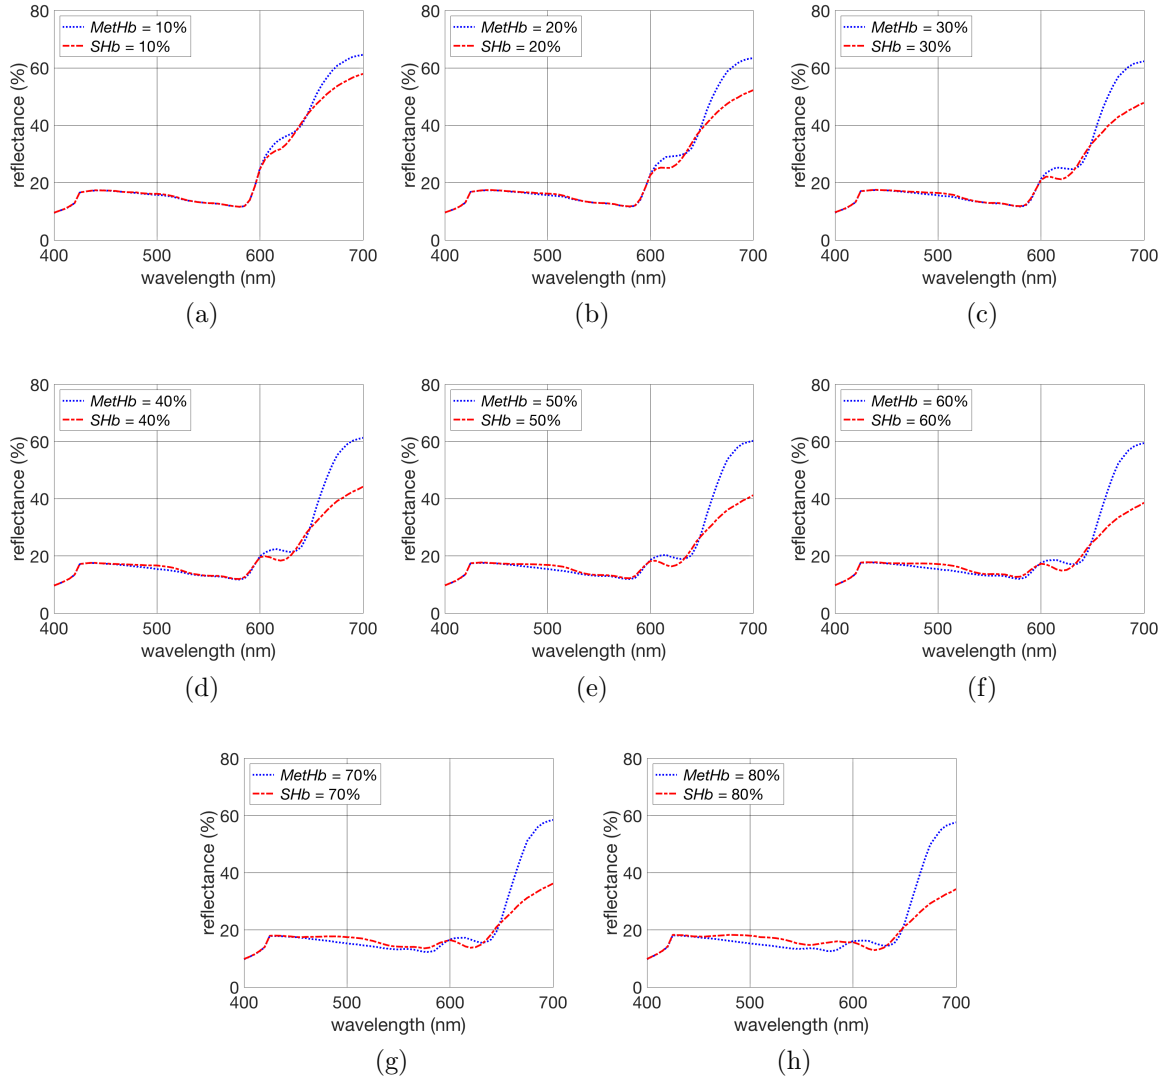 80
60
40
20
0
reflectance (%)
MetHb = 10%
SHb = 10%
400 500 600 700
wavelength (nm)
(a)
80
60
40
20
0
reflectance (%)
MetHb = 20%
SHb = 20%
400 500 600 700
wavelength (nm)
(b)
80
60
40
20
0
reflectance (%)
MetHb = 30%
SHb = 30%
400 500 600 700
wavelength (nm)
(c)
80
60
40
20
0
reflectance (%)
MetHb = 40%
SHb = 40%
400 500 600 700
wavelength (nm)
(d)
80
60
40
20
0
reflectance (%)
MetHb = 50%
SHb = 50%
400 500 600 700
wavelength (nm)
(e)
80
60
40
20
0
reflectance (%)
MetHb = 60%
SHb = 60%
400 500 600 700
wavelength (nm)
(f)
80
60
40
20
0
reflectance (%)
MetHb = 70%
SHb = 70%
400 500 600 700
wavelength (nm)
(g)
80
60
40
20
0
reflectance (%)
MetHb = 80%
SHb = 80%
400 500 600 700
wavelength (nm)
(h)